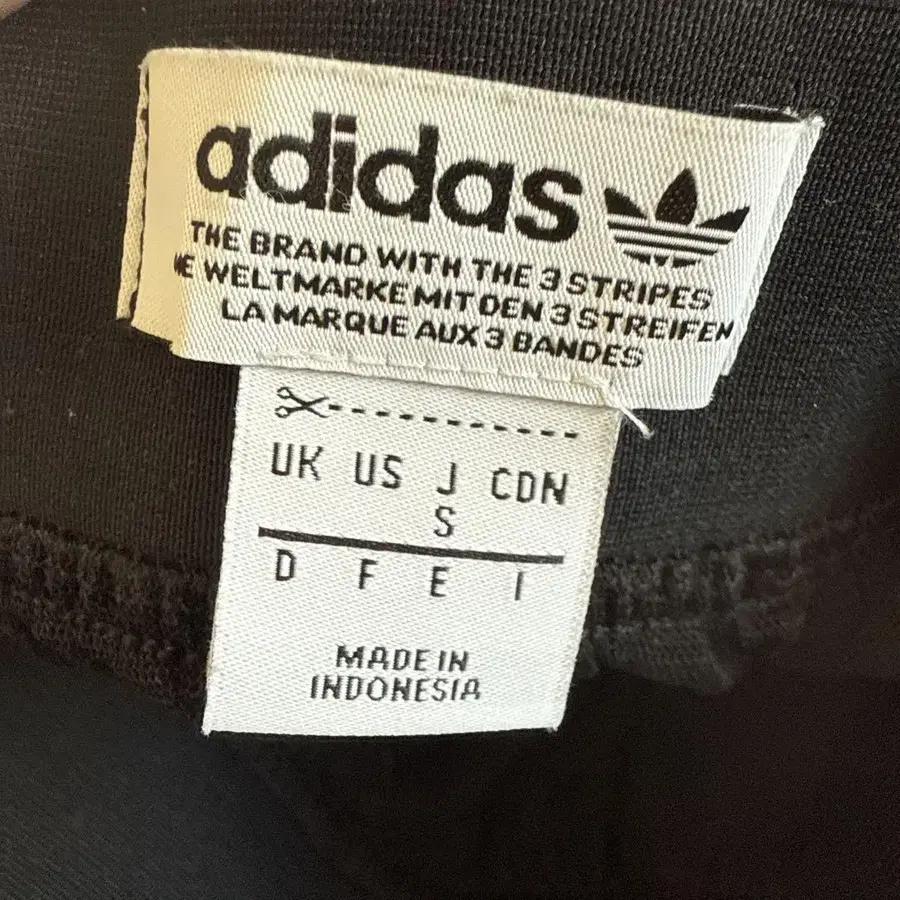 adidas
THE BRAND WITH THE 3 STRIPES
WELTMARKE MIT DEN 3 STREIFEN
LA MARQUE AUX 3 BANDES
UK US J CDN
S
D F E I
MADE IN
INDONESIA